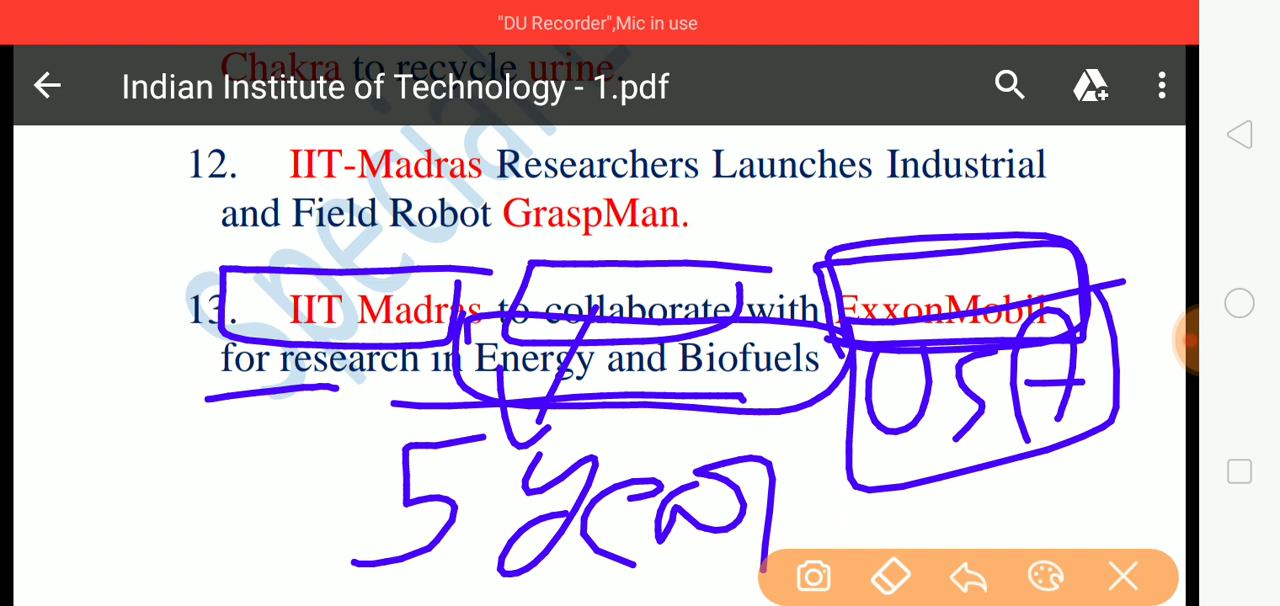 "DU Recorder",Mic in use
Indian Institute of Technology - 1.pdf
Chakra to recycle urine.
12. IIT-Madras Researchers Launches Industrial
and Field Robot GraspMan.
13. IIT Madras to collaborate with ExxonMobil
for research in Energy and Biofuels
USA
5 year
Special